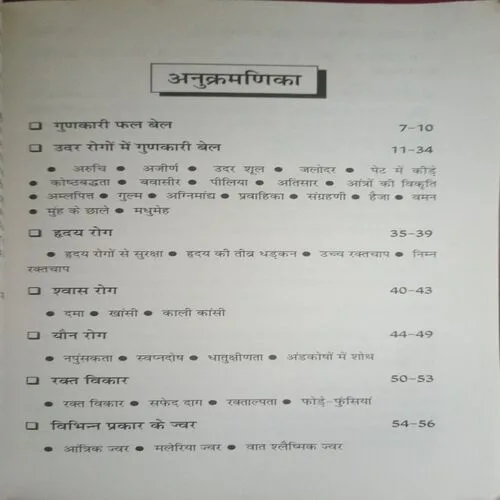 अनुक्रमणिका
❑ गुणकारी फल बेल 7–10
❑ उदर रोगों में गुणकारी बेल 11–34
● अरुचि ● अजीर्ण ● उदर शूल ● जलोदर ● पेट में कीड़े
● कोष्ठबद्धता ● बवासीर ● पीलिया ● अतिसार ● आंत्रों की विकृति
● अम्लपित्त ● गुल्म ● अग्निमांद्य ● प्रवाहिका ● संग्रहणी ● हैजा ● वमन
● मुंह के छाले ● मधुमेह
❑ हृदय रोग 35–39
● हृदय रोगों से सुरक्षा ● हृदय की तीव्र धड़कन ● उच्च रक्तचाप ● निम्न
रक्तचाप
❑ श्वास रोग 40–43
● दमा ● खांसी ● काली कांसी
❑ यौन रोग 44–49
● नपुंसकता ● स्वप्नदोष ● धातुक्षीणता ● अंडकोषों में शोथ
❑ रक्त विकार 50–53
● रक्त विकार ● सफेद दाग ● रक्ताल्पता ● फोड़े-फुंसियां
❑ विभिन्न प्रकार के ज्वर 54–56
● आंत्रिक ज्वर ● मलेरिया ज्वर ● वात श्लैष्मिक ज्वर